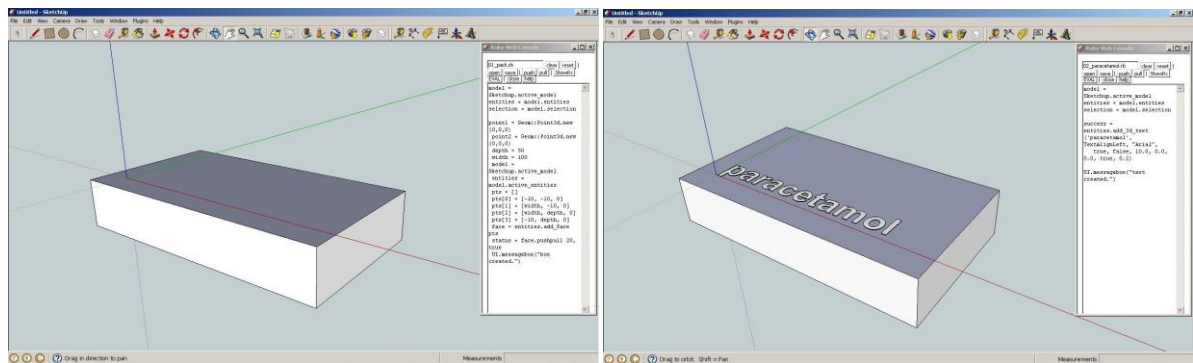 Untitled - SketchUp
File Edit View Camera Draw Tools Window Plugins Help
Ruby Web Console
01_pack.rb clear reset |
open | save | | push | pull | | ShowRc
EVAL | close | help
model =
Sketchup.active_model
entities = model.entities
selection = model.selection
point1 = Geom::Point3d.new
(0,0,0)
point2 = Geom::Point3d.new
(0,0,0)
depth = 50
width = 100
model =
Sketchup.active_model
entities =
model.active_entities
pts = []
pts[0] = [-10, -10, 0]
pts[1] = [width, -10, 0]
pts[2] = [width, depth, 0]
pts[3] = [-10, depth, 0]
face = entities.add_face
pts
status = face.pushpull 20,
true
UI.messagebox("box
created.")
Drag in direction to pan
Measurements
Untitled - SketchUp
File Edit View Camera Draw Tools Window Plugins Help
Ruby Web Console
02_paracetamol.rb clear reset |
open | save | | push | pull | | ShowRc
EVAL | close | help
model =
Sketchup.active_model
entities = model.entities
selection = model.selection
success =
entities.add_3d_text
('paracetamol',
TextAlignLeft, "Arial",
true, false, 10.0, 0.0,
0.0, true, 0.2)
UI.messagebox("text
created.")
paracetamol
Drag to orbit. Shift = Pan
Measurements